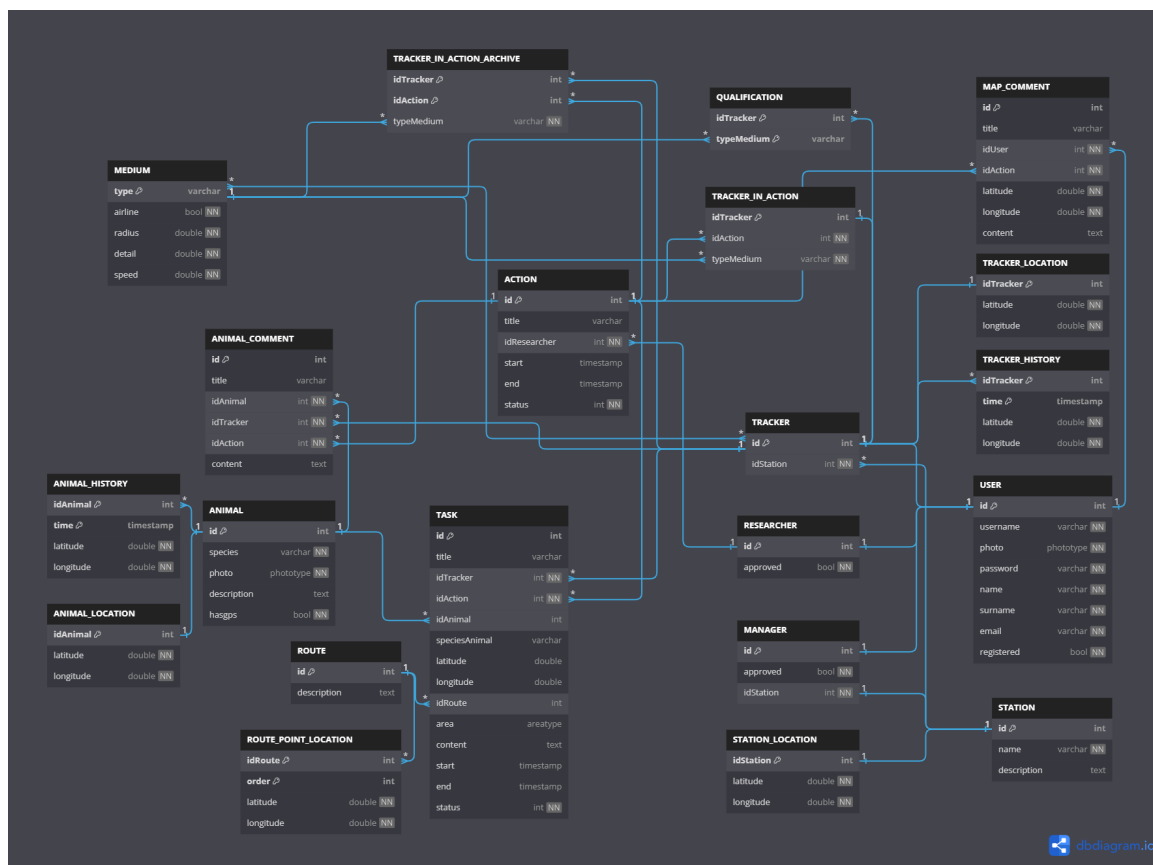 TRACKER_IN_ACTION_ARCHIVE
idTracker int
idAction int
typeMedium varchar NN
QUALIFICATION
idTracker int
typeMedium varchar
MAP_COMMENT
id int
title varchar
idUser int NN
idAction int NN
latitude double NN
longitude double NN
content text
MEDIUM
type varchar
airline bool NN
radius double NN
detail double NN
speed double NN
TRACKER_IN_ACTION
idTracker int
idAction int NN
typeMedium varchar NN
ACTION
id int
title varchar
idResearcher int NN
start timestamp
end timestamp
status int NN
TRACKER_LOCATION
idTracker int
latitude double NN
longitude double NN
ANIMAL_COMMENT
id int
title varchar
idAnimal int NN
idTracker int NN
idAction int NN
content text
TRACKER_HISTORY
idTracker int
time timestamp
latitude double NN
longitude double NN
TRACKER
id int
idStation int NN
ANIMAL_HISTORY
idAnimal int
time timestamp
latitude double NN
longitude double NN
ANIMAL
id int
species varchar NN
photo phototype NN
description text
hasgps bool NN
TASK
id int
title varchar
idTracker int NN
idAction int NN
idAnimal int
speciesAnimal varchar
latitude double
longitude double
idRoute int
area areatype
content text
start timestamp
end timestamp
status int NN
RESEARCHER
id int
approved bool NN
USER
id int
username varchar NN
photo phototype NN
password varchar NN
name varchar NN
surname varchar NN
email varchar NN
registered bool NN
ANIMAL_LOCATION
idAnimal int
latitude double NN
longitude double NN
ROUTE
id int
description text
MANAGER
id int
approved bool NN
idStation int NN
ROUTE_POINT_LOCATION
idRoute int
order int
latitude double NN
longitude double NN
STATION_LOCATION
idStation int
latitude double NN
longitude double NN
STATION
id int
name varchar NN
description text
dbdiagram.io